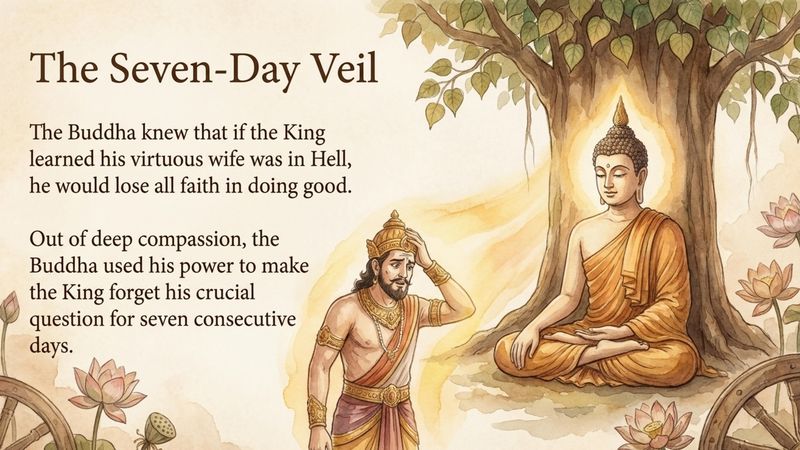 The Seven-Day Veil
The Buddha knew that if the King
learned his virtuous wife was in Hell,
he would lose all faith in doing good.
Out of deep compassion, the
Buddha used his power to make
the King forget his crucial
question for seven consecutive
days.